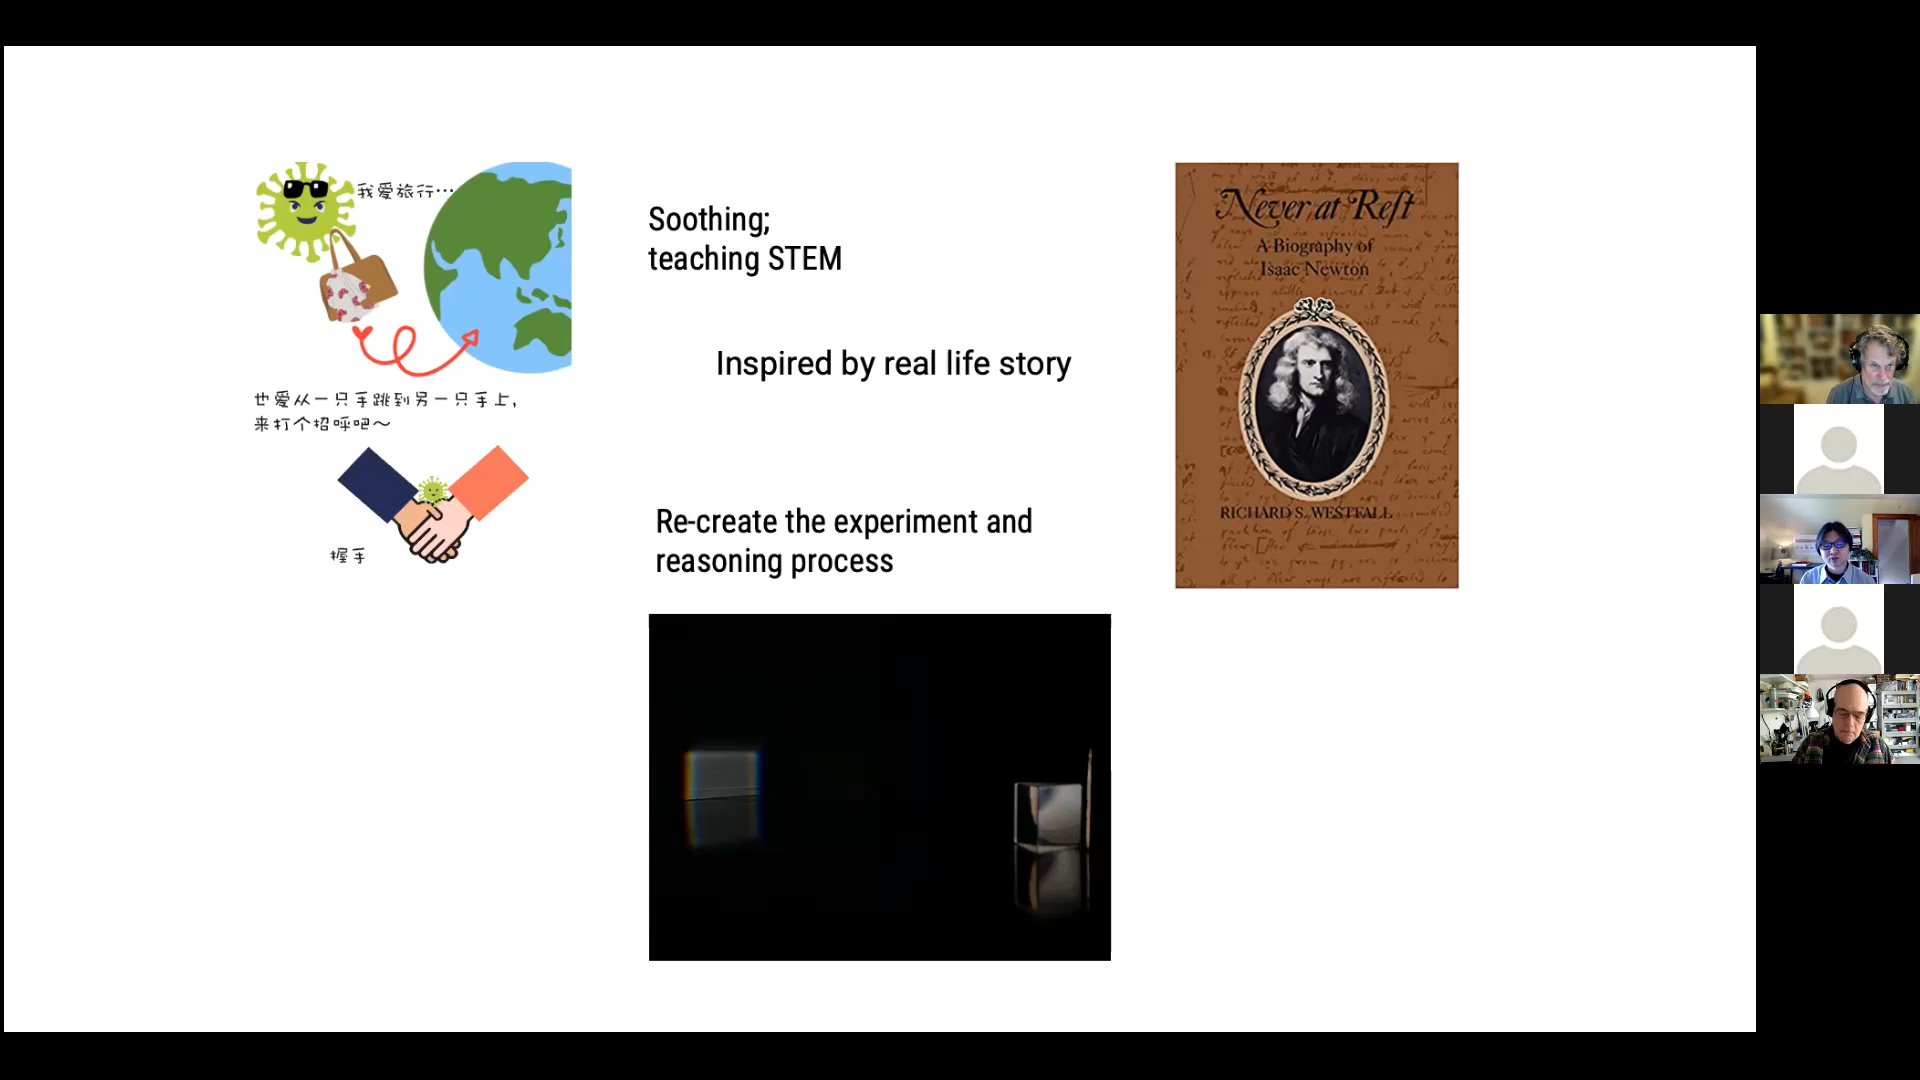 我爱旅行…
也爱从一只手跳到另一只手上，
来打个招呼吧～
握手
Soothing;
teaching STEM
Inspired by real life story
Re-create the experiment and
reasoning process
Never at Rest
A Biography of
Isaac Newton
RICHARD S. WESTFALL